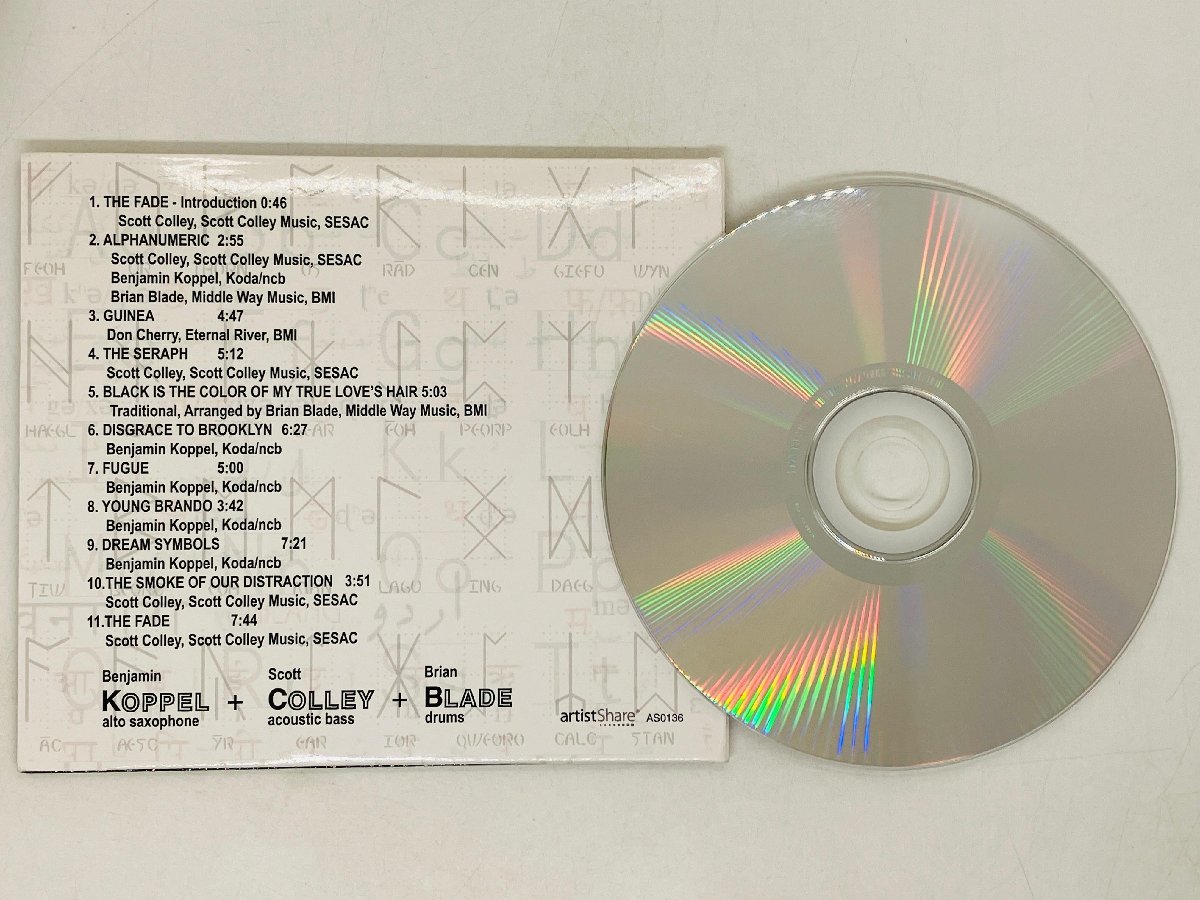 1. THE FADE - Introduction 0:46
Scott Colley, Scott Colley Music, SESAC
2. ALPHANUMERIC 2:55
Scott Colley, Scott Colley Music, SESAC
Benjamin Koppel, Koda/ncb
Brian Blade, Middle Way Music, BMI
3. GUINEA 4:47
Don Cherry, Eternal River, BMI
4. THE SERAPH 5:12
Scott Colley, Scott Colley Music, SESAC
5. BLACK IS THE COLOR OF MY TRUE LOVE'S HAIR 5:03
Traditional, Arranged by Brian Blade, Middle Way Music, BMI
6. DISGRACE TO BROOKLYN 6:27
Benjamin Koppel, Koda/ncb
7. FUGUE 5:00
Benjamin Koppel, Koda/ncb
8. YOUNG BRANDO 3:42
Benjamin Koppel, Koda/ncb
9. DREAM SYMBOLS 7:21
Benjamin Koppel, Koda/ncb
10.THE SMOKE OF OUR DISTRACTION 3:51
Scott Colley, Scott Colley Music, SESAC
11.THE FADE 7:44
Scott Colley, Scott Colley Music, SESAC
Benjamin Scott Brian
KOPPEL + COLLEY + BLADE
alto saxophone acoustic bass drums
artistShare AS0136
FEOH RĀD CĒN GIEFU WYN
HAEGL EOH PEORP EOLH
TIW LAGU ING DAEG
ĀC AESC ȲR EAR IOR QWEORÐ CALC STAN